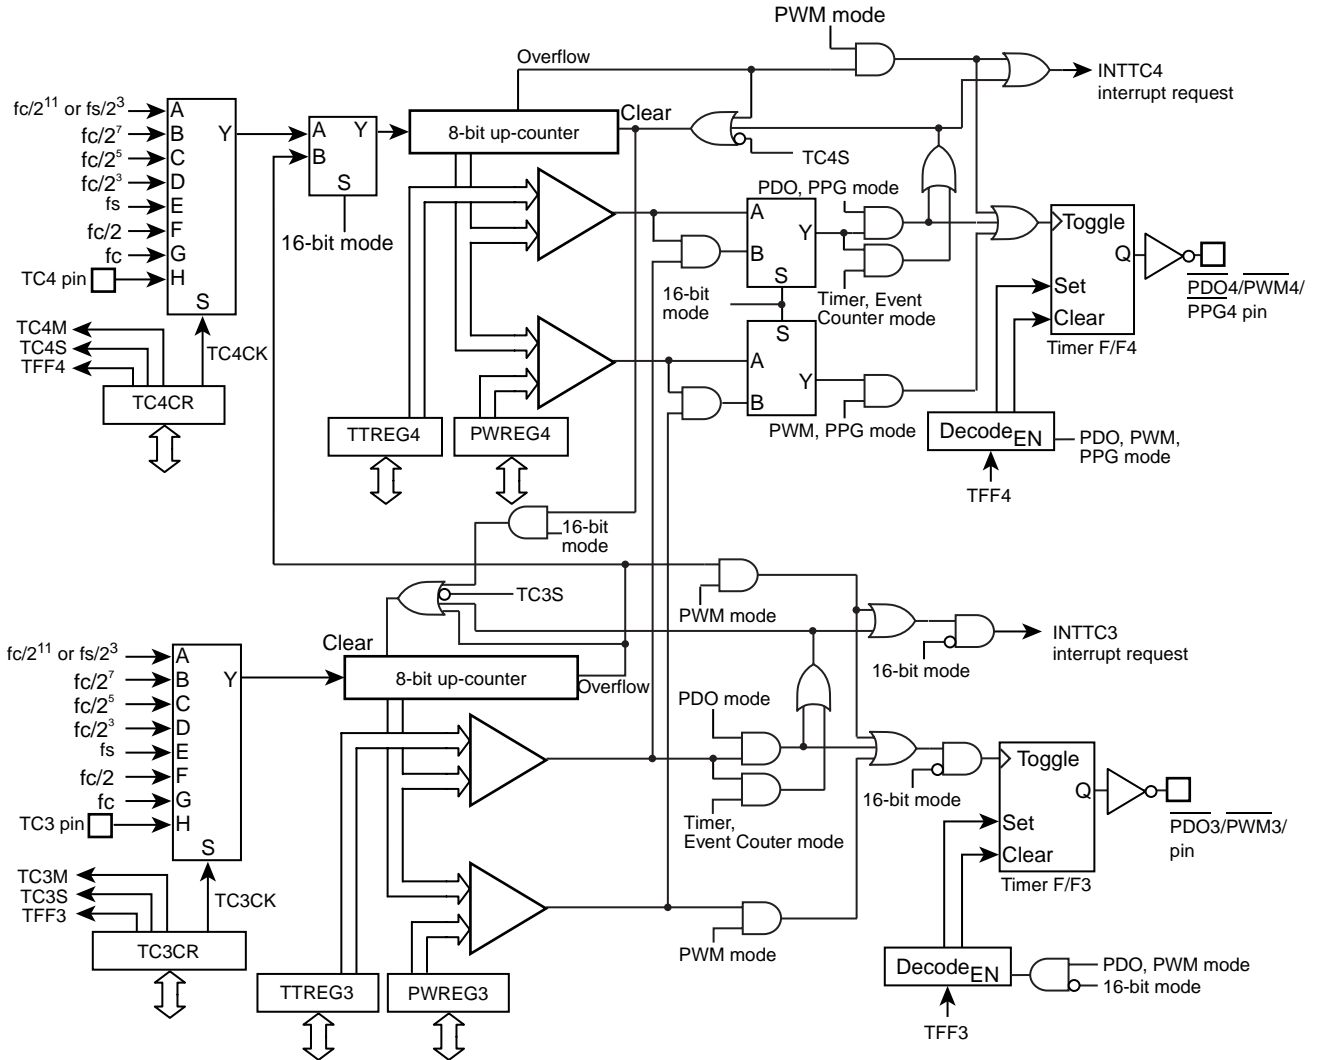 PWM mode
Overflow
INTTC4
interrupt request
fc/2¹¹ or fs/2³
fc/2⁷
fc/2⁵
fc/2³
fs
fc/2
fc
TC4 pin
A
B
C
D
E
F
G
H
Y
S
A
B
Y
S
16-bit mode
8-bit up-counter
Clear
TC4S
PDO, PPG mode
A
B
Y
S
16-bit
mode
Timer, Event
Counter mode
S
A
B
Y
PWM, PPG mode
Toggle
Q
Set
Clear
Timer F/F4
PDO4/PWM4/
PPG4 pin
TC4M
TC4S
TFF4
TC4CK
TC4CR
TTREG4
PWREG4
Decode
EN
PDO, PWM,
PPG mode
TFF4
16-bit
mode
TC3S
PWM mode
INTTC3
interrupt request
16-bit mode
Clear
8-bit up-counter
Overflow
fc/2¹¹ or fs/2³
fc/2⁷
fc/2⁵
fc/2³
fs
fc/2
fc
TC3 pin
A
B
C
D
E
F
G
H
Y
S
PDO mode
Timer,
Event Couter mode
16-bit mode
Toggle
Q
Set
Clear
Timer F/F3
PDO3/PWM3/
pin
TC3M
TC3S
TFF3
TC3CK
TC3CR
TTREG3
PWREG3
PWM mode
Decode
EN
PDO, PWM mode
16-bit mode
TFF3